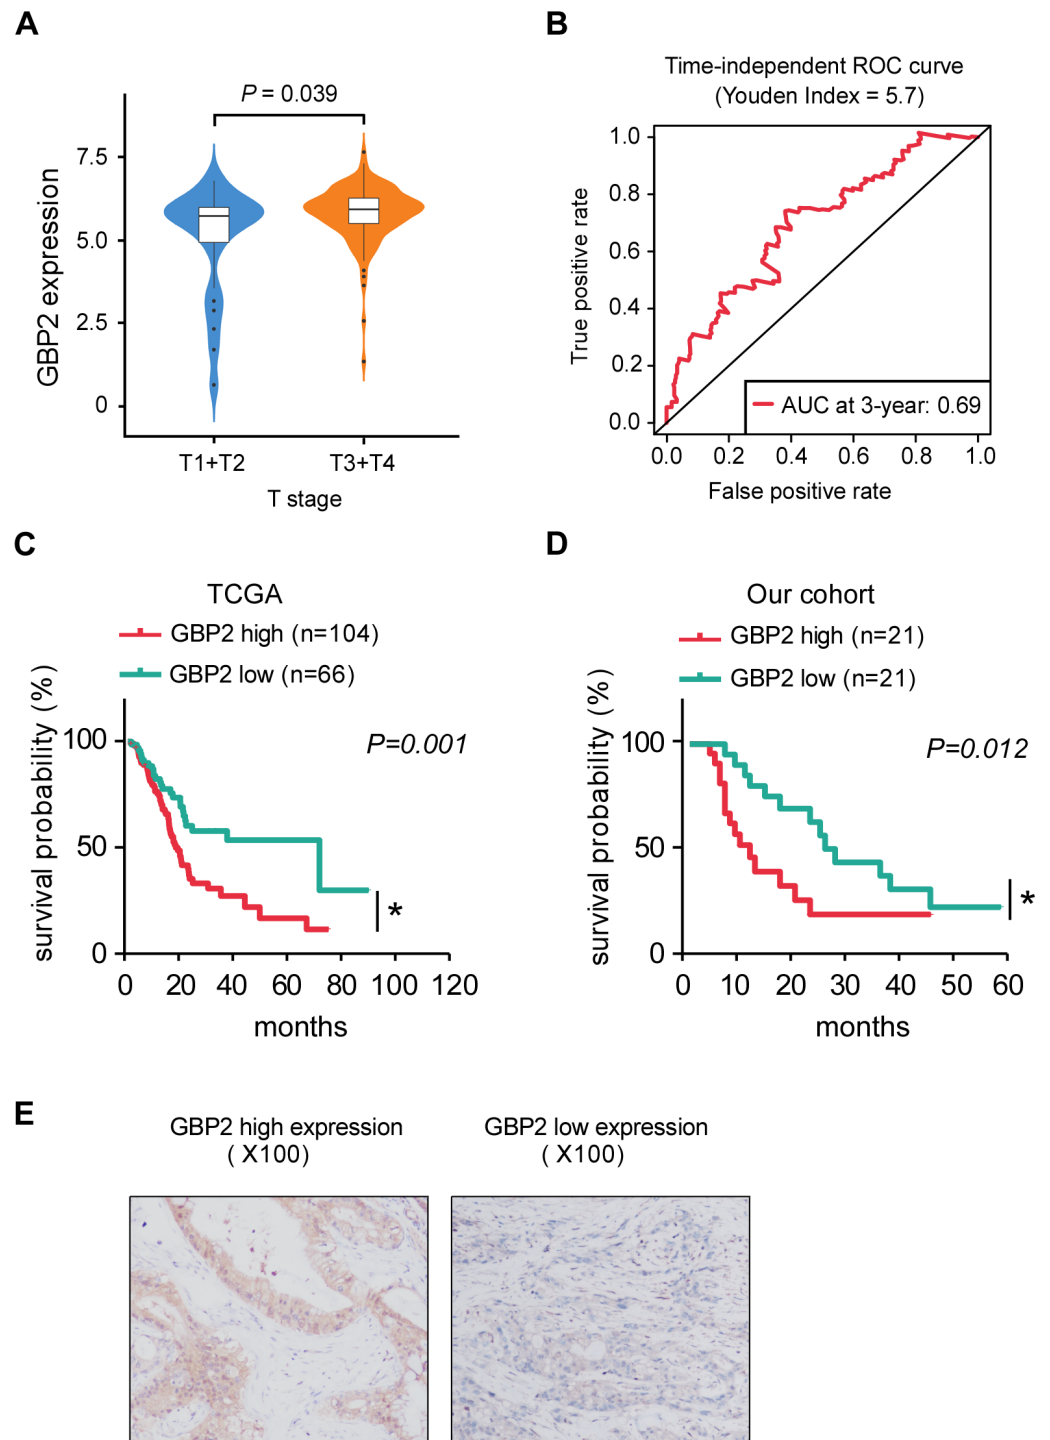 A
P = 0.039
GBP2 expression
7.5
5.0
2.5
0
T1+T2
T3+T4
T stage
B
Time-independent ROC curve
(Youden Index = 5.7)
True positive rate
1.0
0.8
0.6
0.4
0.2
0.0
AUC at 3-year: 0.69
0.0 0.2 0.4 0.6 0.8 1.0
False positive rate
C
TCGA
GBP2 high (n=104)
GBP2 low (n=66)
survival probability (%)
P=0.001
100
50
0
*
0 20 40 60 80 100 120
months
D
Our cohort
GBP2 high (n=21)
GBP2 low (n=21)
survival probability (%)
P=0.012
100
50
0
*
0 10 20 30 40 50 60
months
E
GBP2 high expression
( X100)
GBP2 low expression
( X100)